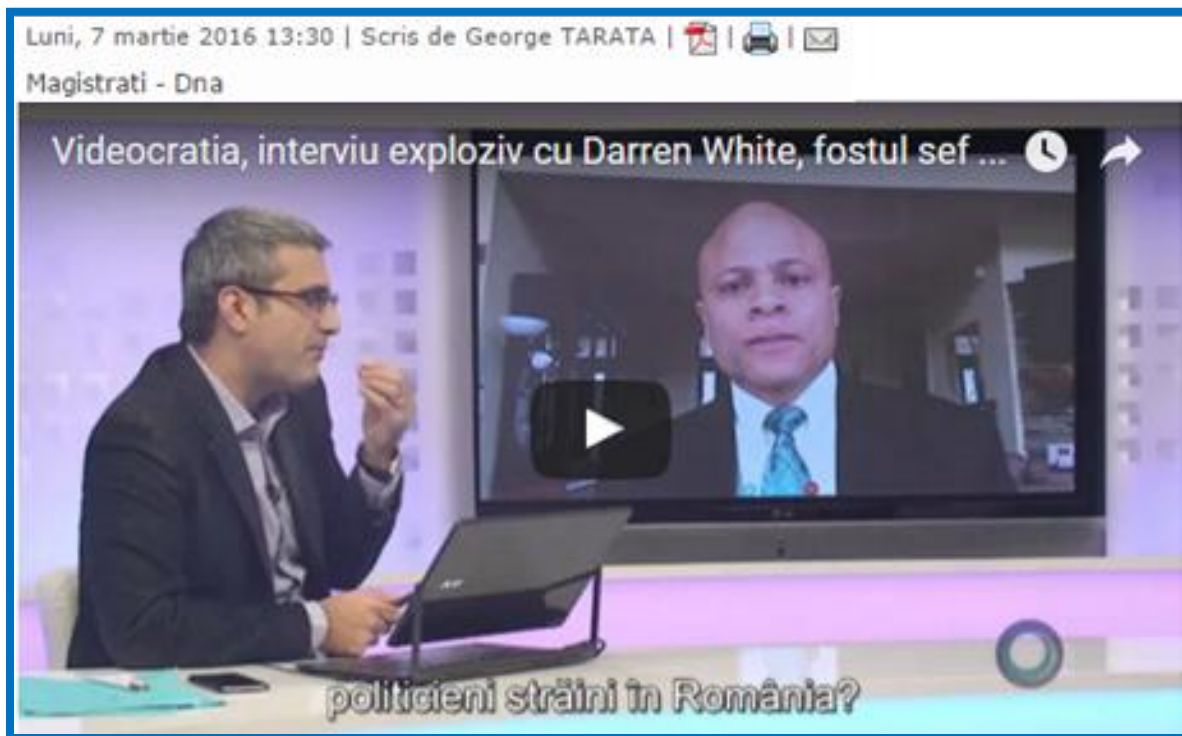 Luni, 7 martie 2016 13:30 | Scris de George TARATA |
Magistrati - Dna
Videocratia, interviu exploziv cu Darren White, fostul sef ...
politicieni străini în România?